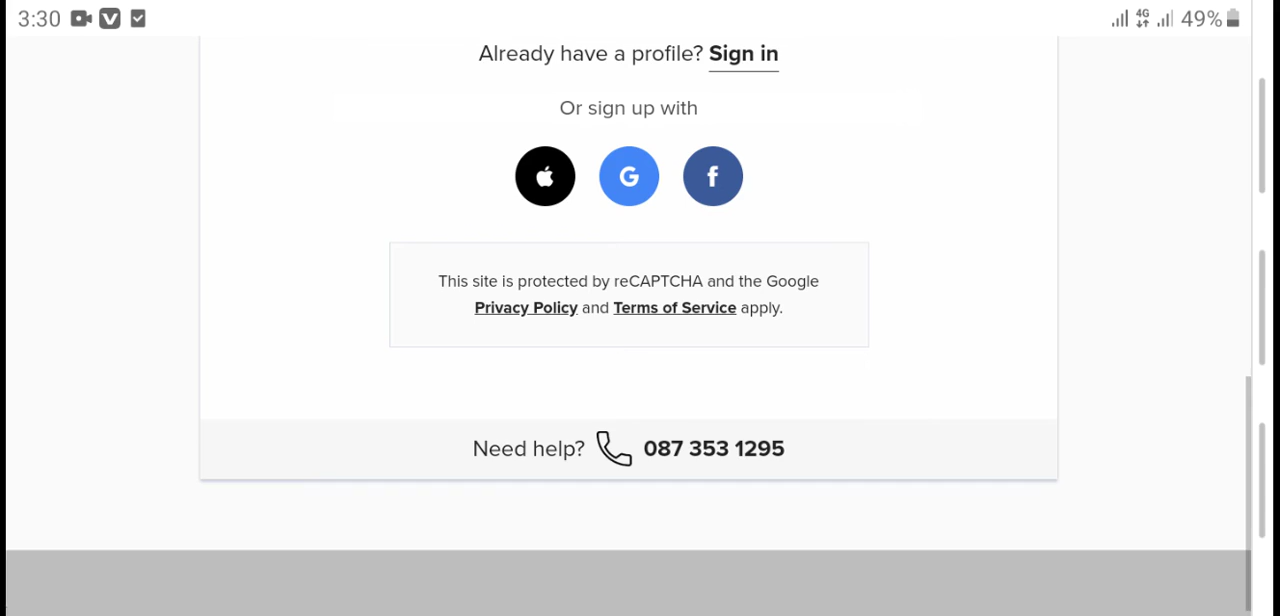 3:30 4G 49%
Already have a profile? Sign in
Or sign up with
G f
This site is protected by reCAPTCHA and the Google
Privacy Policy and Terms of Service apply.
Need help? 087 353 1295